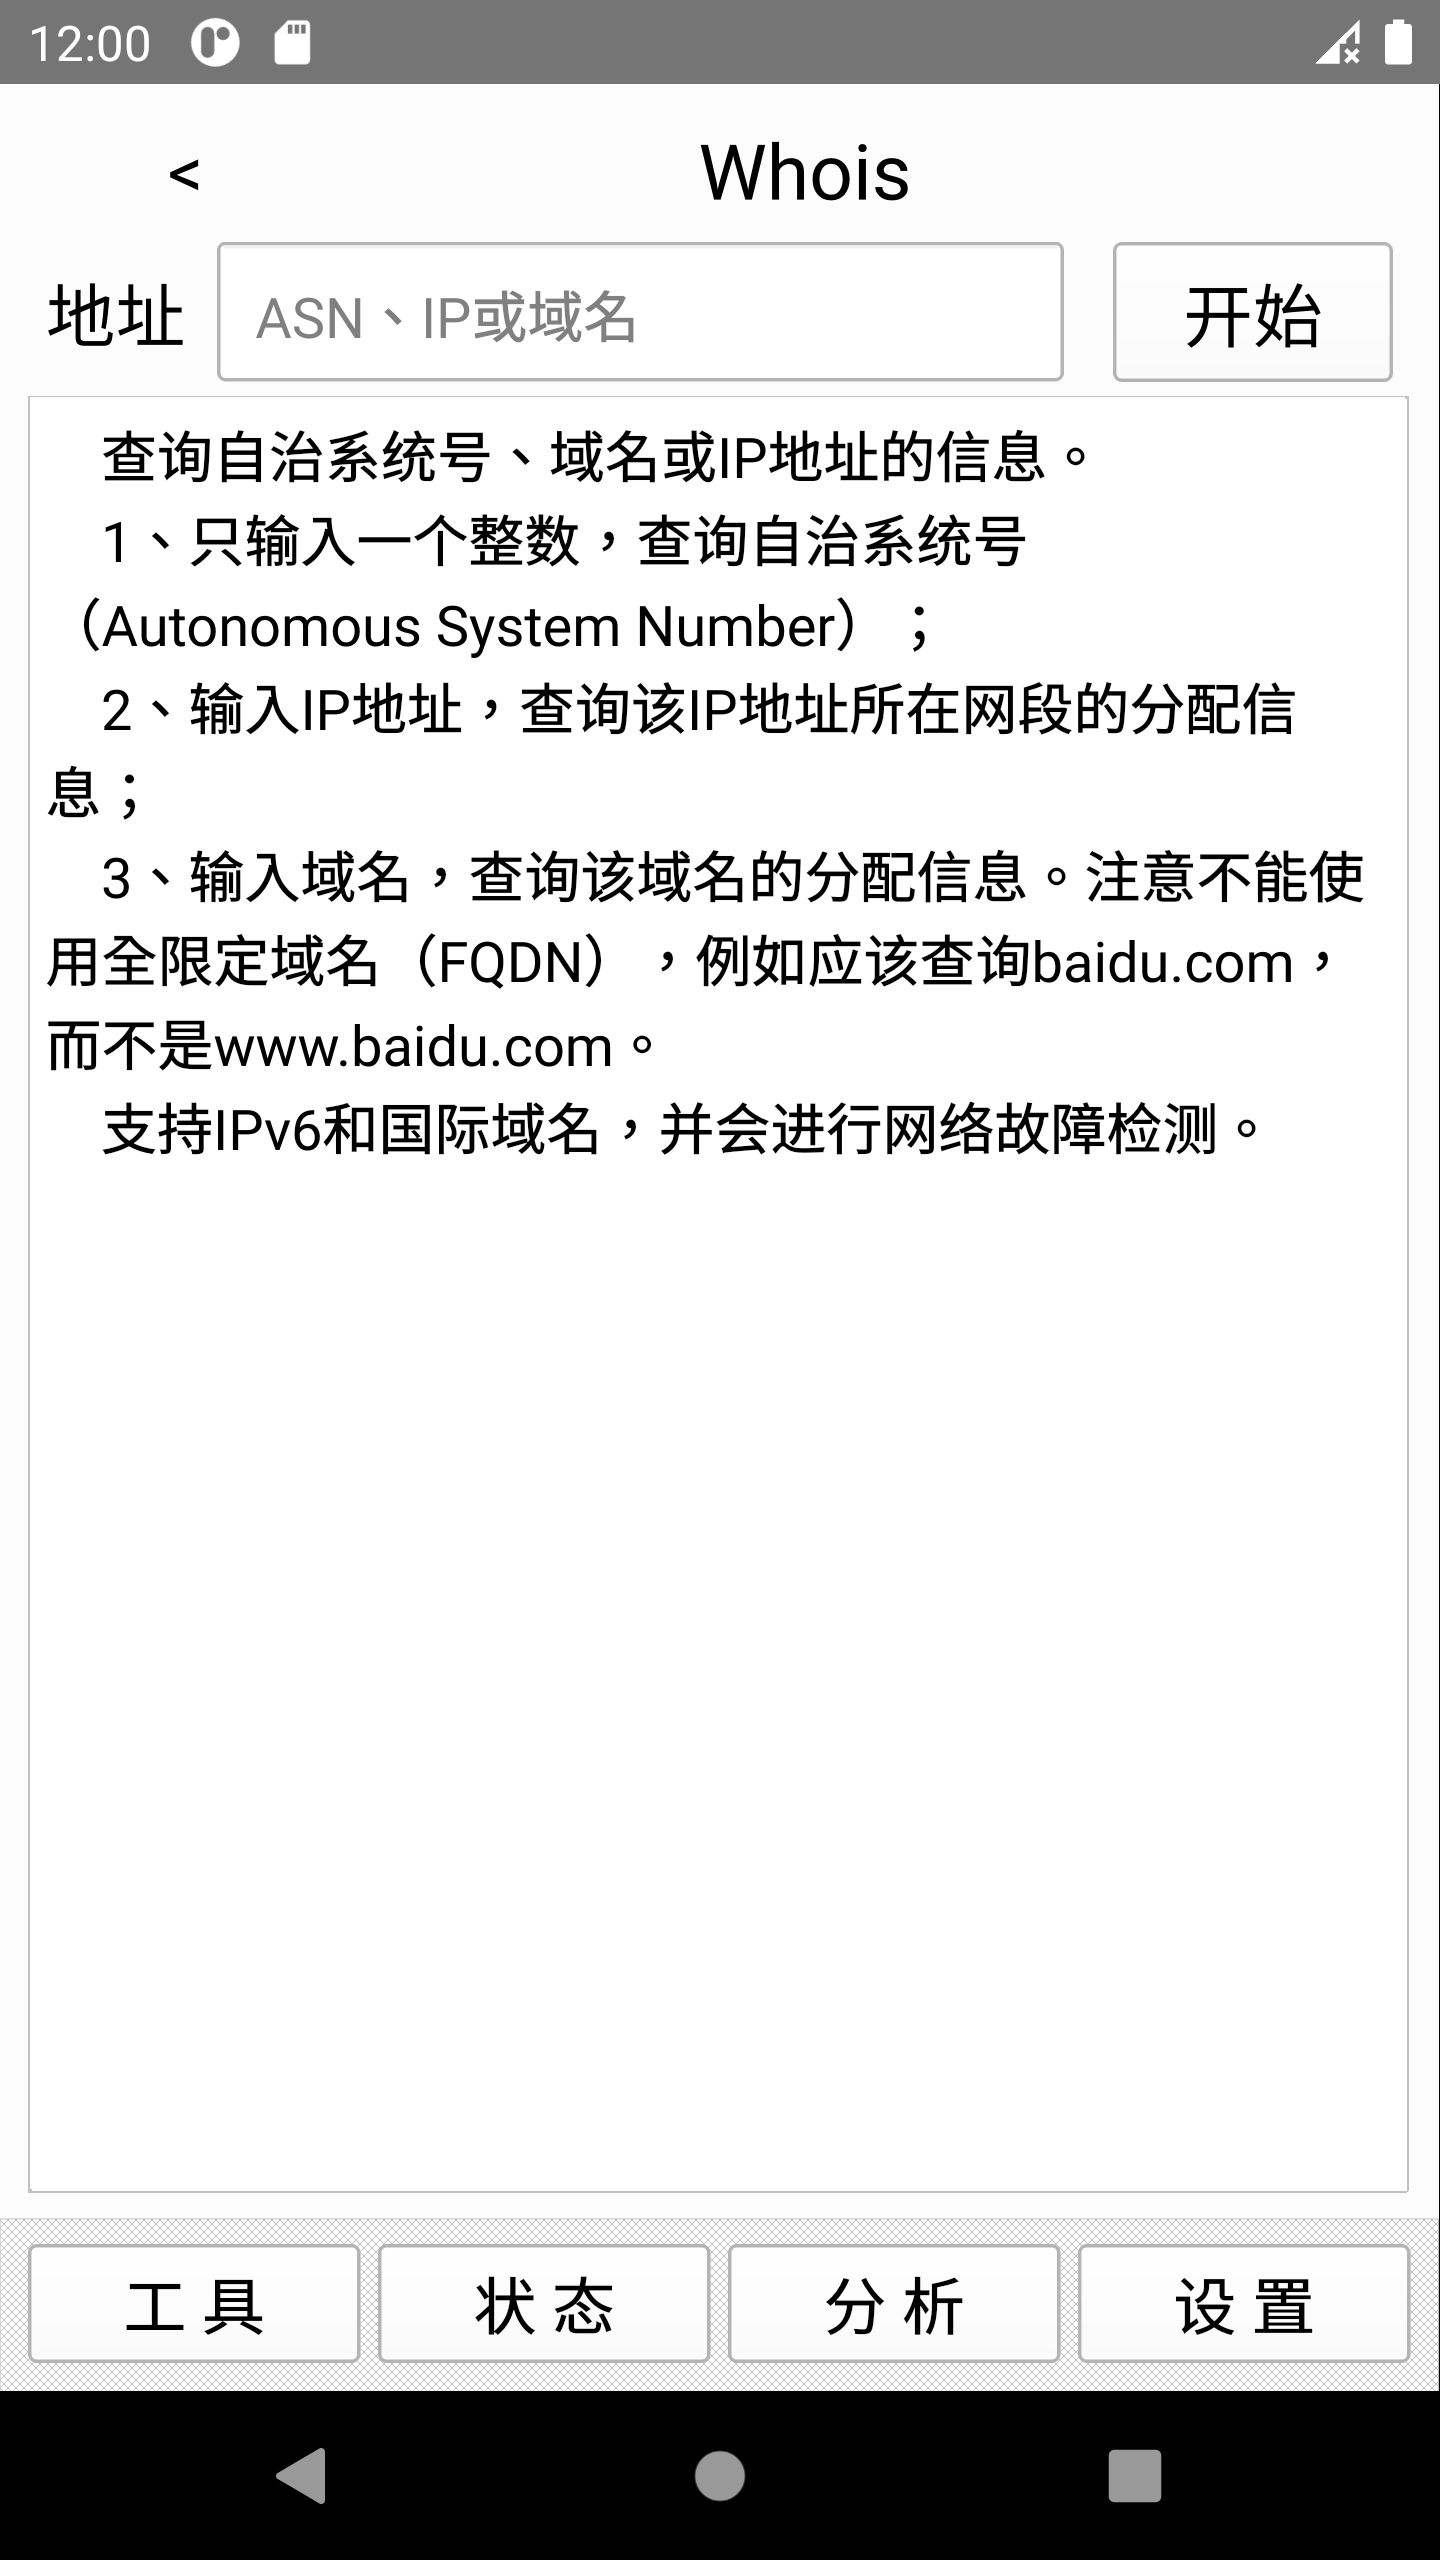 12:00
< Whois
地址 ASN、IP或域名 开始
查询自治系统号、域名或IP地址的信息。
1、只输入一个整数，查询自治系统号
（Autonomous System Number）；
2、输入IP地址，查询该IP地址所在网段的分配信
息；
3、输入域名，查询该域名的分配信息。注意不能使
用全限定域名（FQDN），例如应该查询baidu.com，
而不是www.baidu.com。
支持IPv6和国际域名，并会进行网络故障检测。
工 具 状 态 分 析 设 置